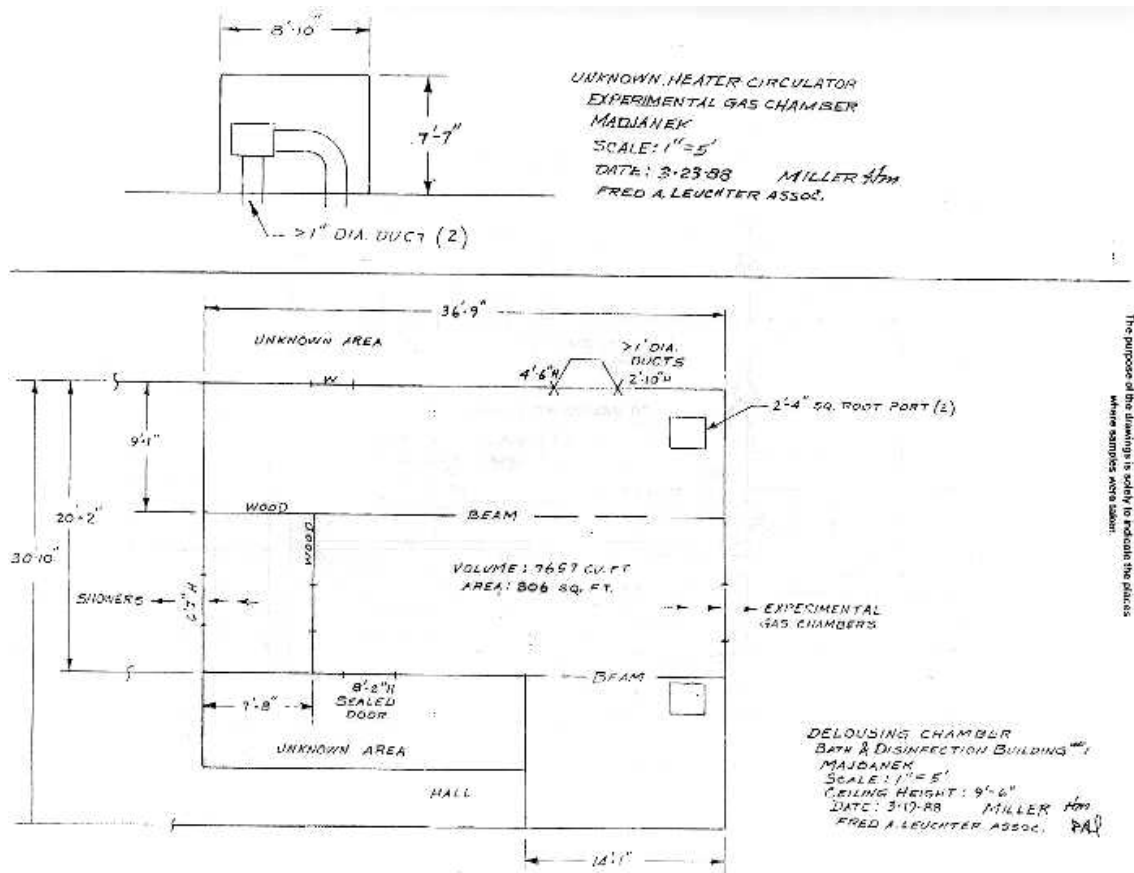 8'-10"
7'-7"
>1" DIA. DUCT (2)
UNKNOWN HEATER CIRCULATOR
EXPERIMENTAL GAS CHAMBER
MADJANEK
SCALE: 1"=5'
DATE: 3-23-88 MILLER
FRED A. LEUCHTER ASSOC.
36'-9"
UNKNOWN AREA
>1' DIA.
DUCTS
4'-6"H
2'-10"H
W
2'-4" SQ. ROOT PORT (2)
9'-1"
20'-2"
30-10"
WOOD
BEAM
WOOD
VOLUME: 7657 CU. FT
AREA: 806 SQ. FT.
SHOWERS
EXPERIMENTAL
GAS CHAMBERS
BEAM
8'-2"H
SEALED
DOOR
7'-8"
UNKNOWN AREA
HALL
14'-1"
DELOUSING CHAMBER
BATH & DISINFECTION BUILDING #1
MAJDANEK
SCALE: 1"=5'
CEILING HEIGHT: 9'-6"
DATE: 3-17-88 MILLER
FRED A. LEUCHTER ASSOC.
The purpose of the drawings is solely to indicate the places
where samples were taken.